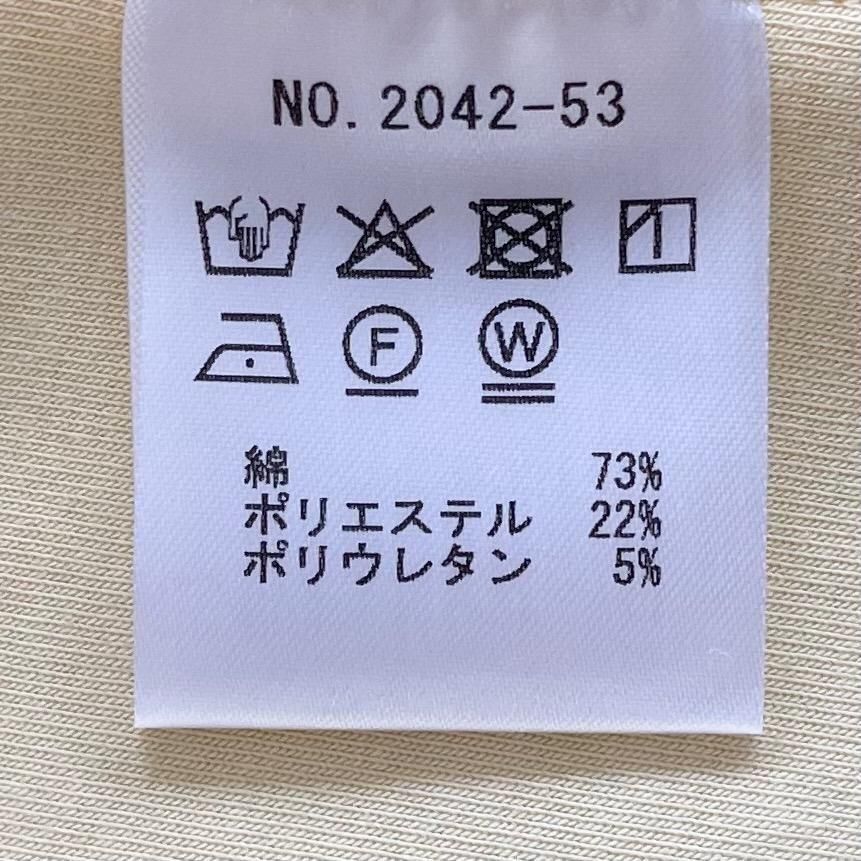 NO. 2042-53
F W
綿 73%
ポリエステル 22%
ポリウレタン 5%